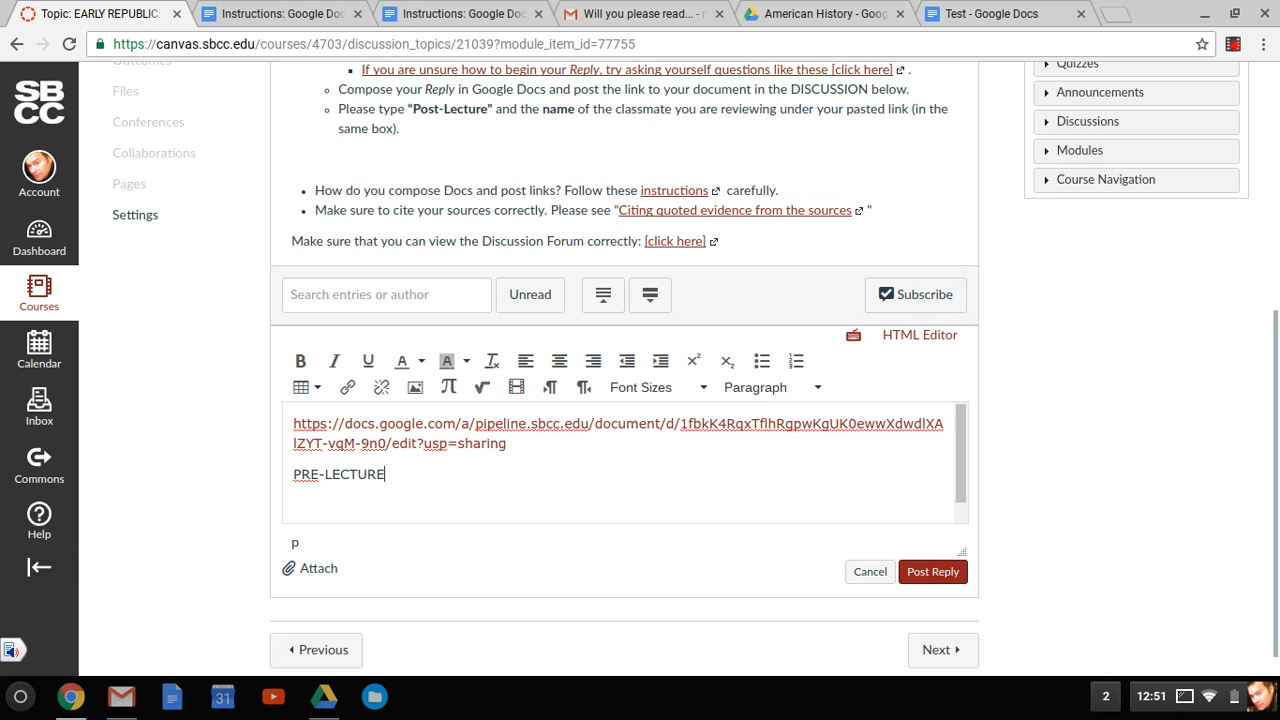 Topic: EARLY REPUBLIC:
Instructions: Google Doc
Instructions: Google Doc
Will you please read... - n
American History - Goog
Test - Google Docs
https://canvas.sbcc.edu/courses/4703/discussion_topics/21039?module_item_id=77755
SB
CC
Account
Dashboard
Courses
Calendar
Inbox
Commons
Help
Outcomes
Files
Conferences
Collaborations
Pages
Settings
If you are unsure how to begin your Reply, try asking yourself questions like these [click here] .
Compose your Reply in Google Docs and post the link to your document in the DISCUSSION below.
Please type “Post-Lecture” and the name of the classmate you are reviewing under your pasted link (in the
same box).
How do you compose Docs and post links? Follow these instructions carefully.
Make sure to cite your sources correctly. Please see "Citing quoted evidence from the sources "
Make sure that you can view the Discussion Forum correctly: [click here]
Search entries or author
Unread
Subscribe
HTML Editor
B I U A A Ix x² x₂
π √ Font Sizes Paragraph
https://docs.google.com/a/pipeline.sbcc.edu/document/d/1fbkK4RqxTflhRgpwKgUK0ewwXdwdlXA
lZYT-vqM-9n0/edit?usp=sharing
PRE-LECTURE
p
Attach
Cancel
Post Reply
Previous
Next
Quizzes
Announcements
Discussions
Modules
Course Navigation
31
2
12:51